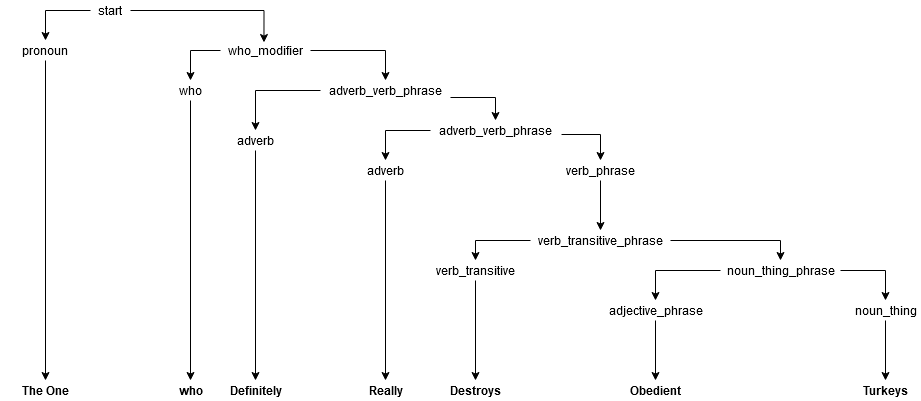 start
pronoun
who_modifier
who
adverb_verb_phrase
adverb
adverb_verb_phrase
adverb
verb_phrase
verb_transitive_phrase
verb_transitive
noun_thing_phrase
adjective_phrase
noun_thing
The One who Definitely Really Destroys Obedient Turkeys